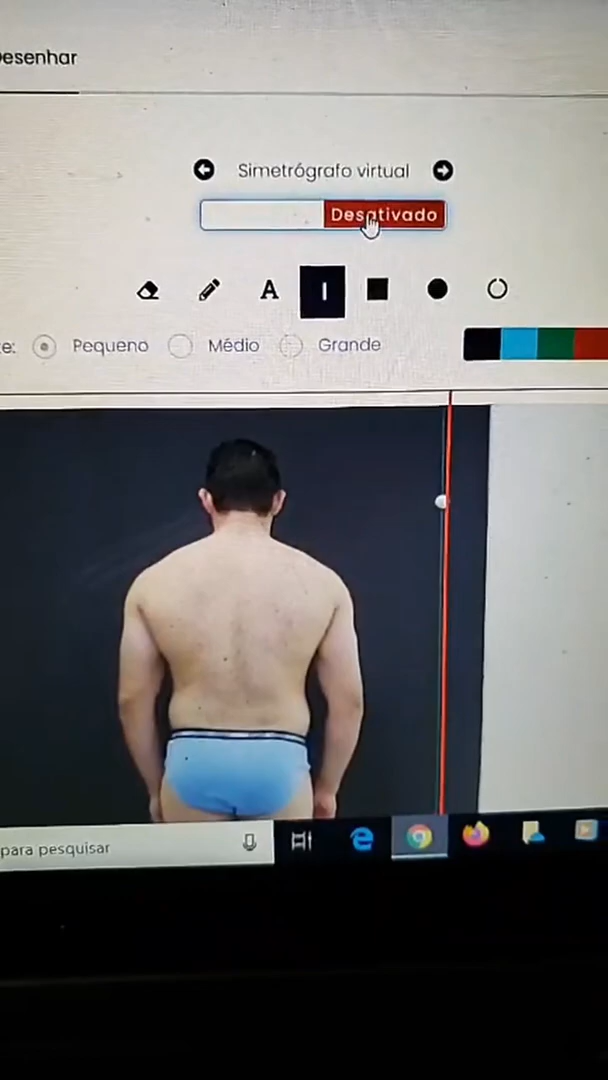 esenhar
Simetrógrafo virtual
Desativado
A
e: Pequeno Médio Grande
para pesquisar